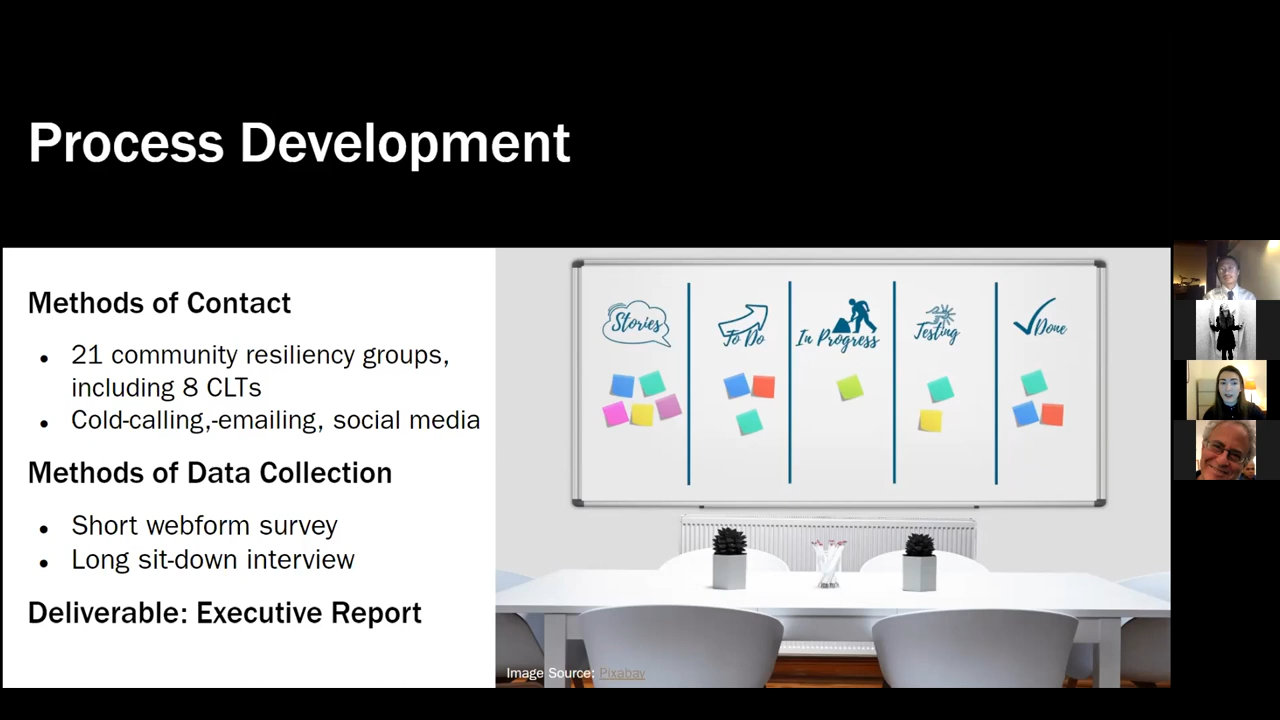 Process Development
Methods of Contact
● 21 community resiliency groups,
including 8 CLTs
● Cold-calling,-emailing, social media
Methods of Data Collection
● Short webform survey
● Long sit-down interview
Deliverable: Executive Report
Stories
To Do
In Progress
Testing
Done
Image Source: Pixabay